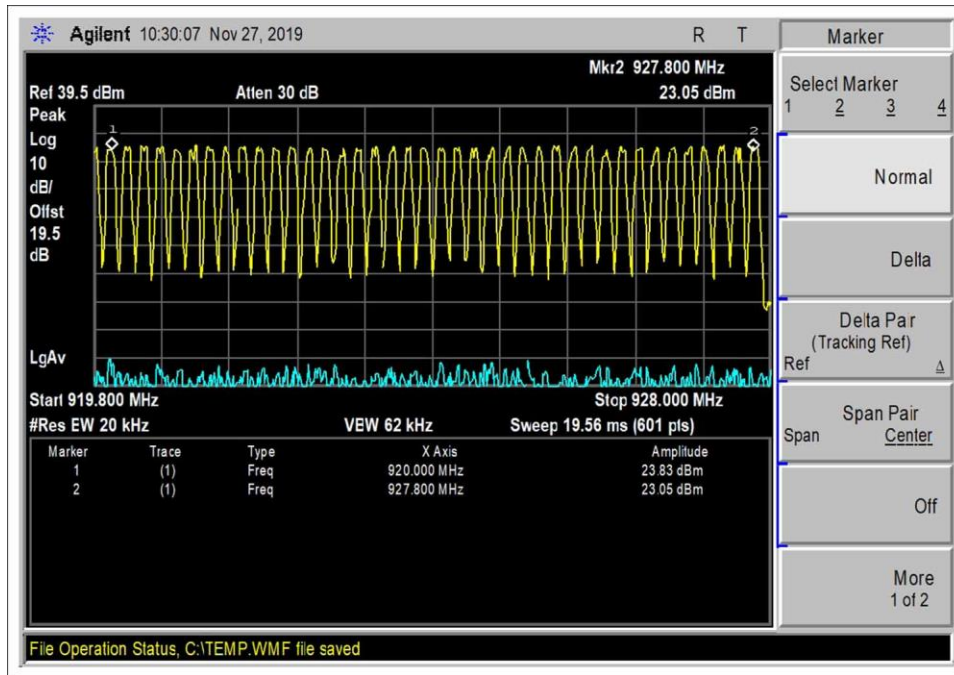 Agilent 10:30:07 Nov 27, 2019 R T
Mkr2 927.800 MHz
Ref 39.5 dBm Atten 30 dB 23.05 dBm
Peak
Log
10
dB/
Offst
19.5
dB
LgAv
1
2
Start 919.800 MHz Stop 928.000 MHz
#Res EW 20 kHz VEW 62 kHz Sweep 19.56 ms (601 pts)
Marker Trace Type X Axis Amplitude
1 (1) Freq 920.000 MHz 23.83 dBm
2 (1) Freq 927.800 MHz 23.05 dBm
File Operation Status, C:\TEMP.WMF file saved
Marker
Select Marker
1 2 3 4
Normal
Delta
Delta Pair
(Tracking Ref)
Ref Δ
Span Pair
Span Center
Off
More
1 of 2